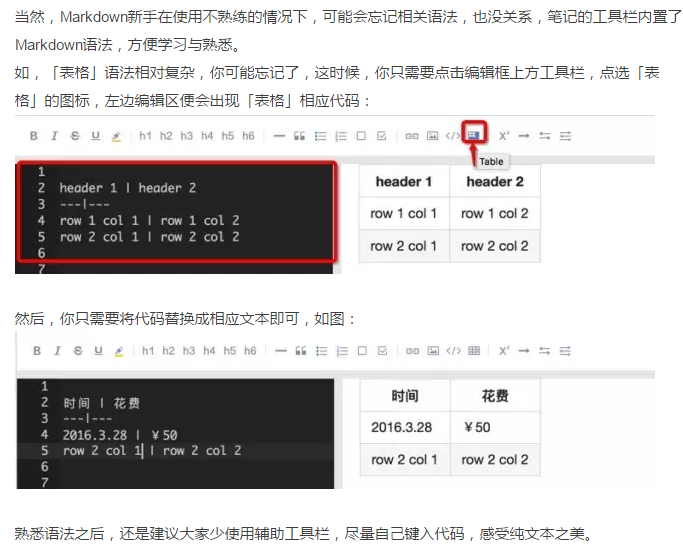 当然，Markdown新手在使用不熟练的情况下，可能会忘记相关语法，也没关系，笔记的工具栏内置了
Markdown语法，方便学习与熟悉。
如，「表格」语法相对复杂，你可能忘记了，这时候，你只需要点击编辑框上方工具栏，点选「表
格」的图标，左边编辑区便会出现「表格」相应代码：
B I S U h1 h2 h3 h4 h5 h6 </> X²
Table
1
2 header 1 | header 2
3 ---|---
4 row 1 col 1 | row 1 col 2
5 row 2 col 1 | row 2 col 2
6
7
header 1 header 2
row 1 col 1 row 1 col 2
row 2 col 1 row 2 col 2
然后，你只需要将代码替换成相应文本即可，如图：
B I S U h1 h2 h3 h4 h5 h6 </> X²
1
2 时间 | 花费
3 ---|---
4 2016.3.28 | ￥50
5 row 2 col 1 | row 2 col 2
6
7
时间 花费
2016.3.28 ￥50
row 2 col 1 row 2 col 2
熟悉语法之后，还是建议大家少使用辅助工具栏，尽量自己键入代码，感受纯文本之美。